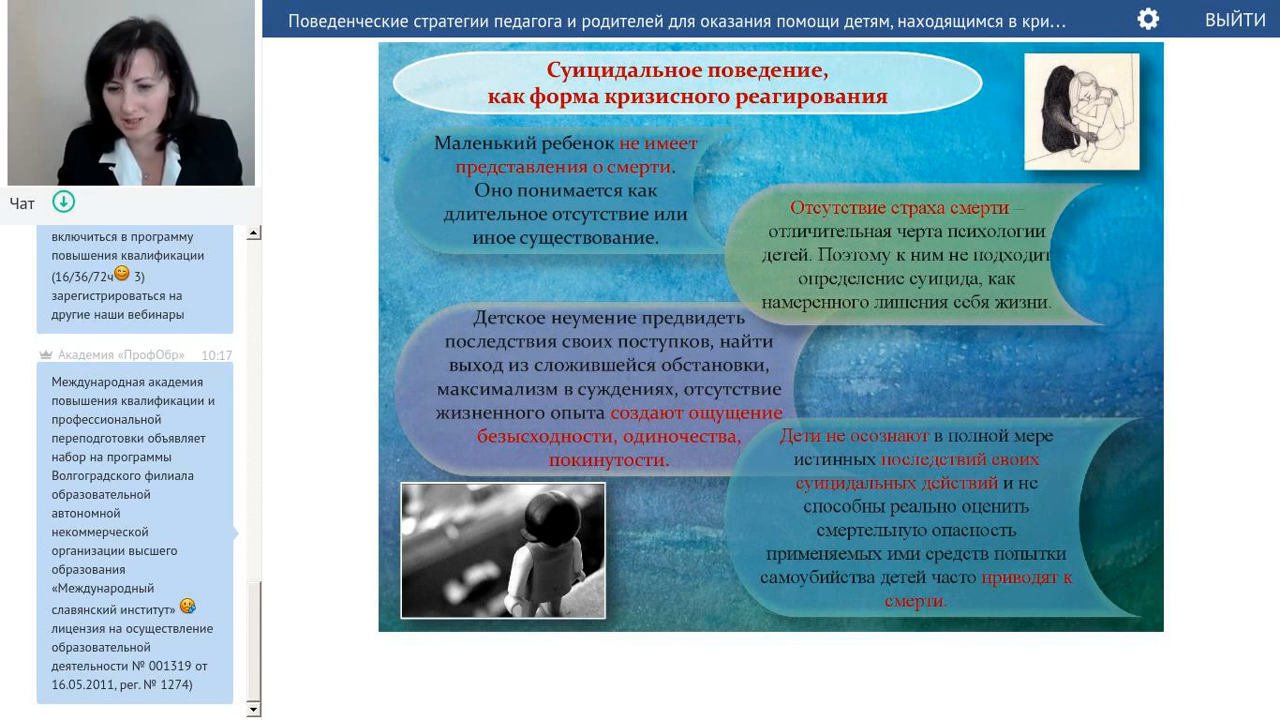 Поведенческие стратегии педагога и родителей для оказания помощи детям, находящимся в кри...
ВЫЙТИ
Чат
включиться в программу
повышения квалификации
(16/36/72ч😊 3)
зарегистрироваться на
другие наши вебинары
Академия «ПрофОбр» 10:17
Международная академия
повышения квалификации и
профессиональной
переподготовки объявляет
набор на программы
Волгоградского филиала
образовательной
автономной
некоммерческой
организации высшего
образования
«Международный
славянский институт» 😢
лицензия на осуществление
образовательной
деятельности № 001319 от
16.05.2011, рег. № 1274)
Суицидальное поведение,
как форма кризисного реагирования
Маленький ребенок не имеет
представления о смерти.
Оно понимается как
длительное отсутствие или
иное существование.
Отсутствие страха смерти –
отличительная черта психологии
детей. Поэтому к ним не подходит
определение суицида, как
намеренного лишения себя жизни.
Детское неумение предвидеть
последствия своих поступков, найти
выход из сложившейся обстановки,
максимализм в суждениях, отсутствие
жизненного опыта создают ощущение
безысходности, одиночества,
покинутости.
Дети не осознают в полной мере
истинных последствий своих
суицидальных действий и не
способны реально оценить
смертельную опасность
применяемых ими средств попытки
самоубийства детей часто приводят к
смерти.